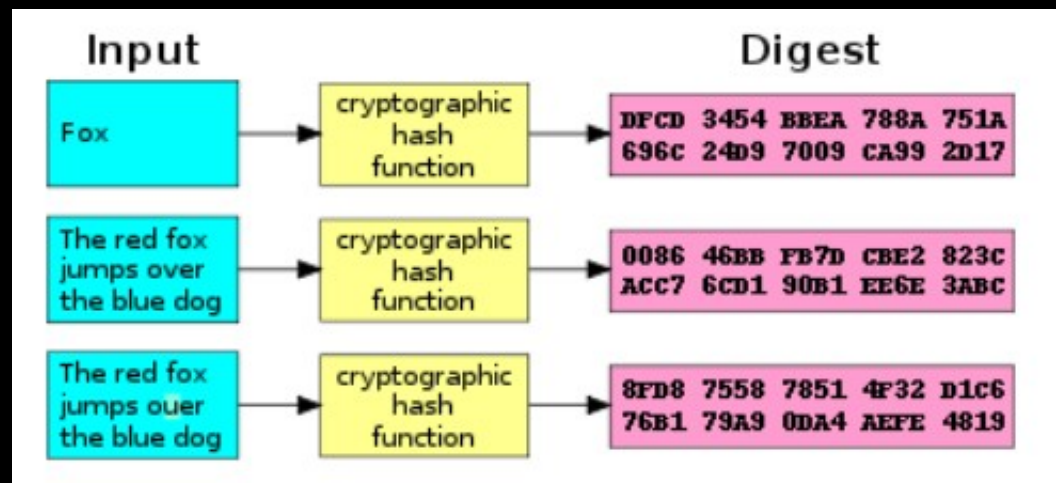 Input
Digest
Fox
cryptographic
hash
function
DFCD 3454 BBEA 788A 751A
696C 24D9 7009 CA99 2D17
The red fox
jumps over
the blue dog
cryptographic
hash
function
0086 46BB FB7D CBE2 823C
ACC7 6CD1 90B1 EE6E 3ABC
The red fox
jumps ouer
the blue dog
cryptographic
hash
function
8FD8 7558 7851 4F32 D1C6
76B1 79A9 0DA4 AEFE 4819